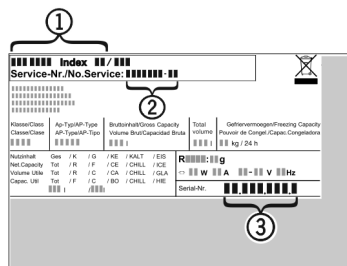 ①
Index /
Service-Nr./No.Service: -
②
Klasse/Class Ap-Typ/AP-Type Bruttoinhalt/Gross Capacity Total Gefriervermoegen/Freezing Capacity
Classe/Clase AP-Type/AP-Tipo Volume Brut/Capacidad Bruta volume Pouvoir de Congel./Capac.Congeladora
l l kg / 24 h
Nutzinhalt Ges / K / G / KE / KALT / EIS
Net.Capacity Tot / R / F / CE / CHILL / ICE
Volume Utile Tot / F / C / CA / CHILL / GLA
Capac. Util Tot / F / C / BO / CHILL / HIE
l / l
R : g
W A - V Hz
Serial-Nr. . . .
③